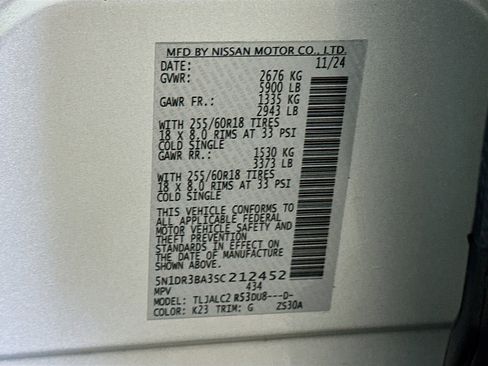 MFD BY NISSAN MOTOR CO., LTD.
DATE: 11/24
GVWR: 2676 KG
5900 LB
GAWR FR.: 1335 KG
2943 LB
WITH 255/60R18 TIRES
18 X 8.0 RIMS AT 33 PSI
COLD SINGLE
GAWR RR.: 1530 KG
3373 LB
WITH 255/60R18 TIRES
18 X 8.0 RIMS AT 33 PSI
COLD SINGLE
THIS VEHICLE CONFORMS TO
ALL APPLICABLE FEDERAL
MOTOR VEHICLE SAFETY AND
THEFT PREVENTION
STANDARDS IN EFFECT ON
THE DATE OF MANUFACTURE
SHOWN ABOVE.
5N1DR3BA3SC212452
MPV 434
MODEL: TLJALC2 R53DU8---D-
COLOR: K23 TRIM: G ZS30A